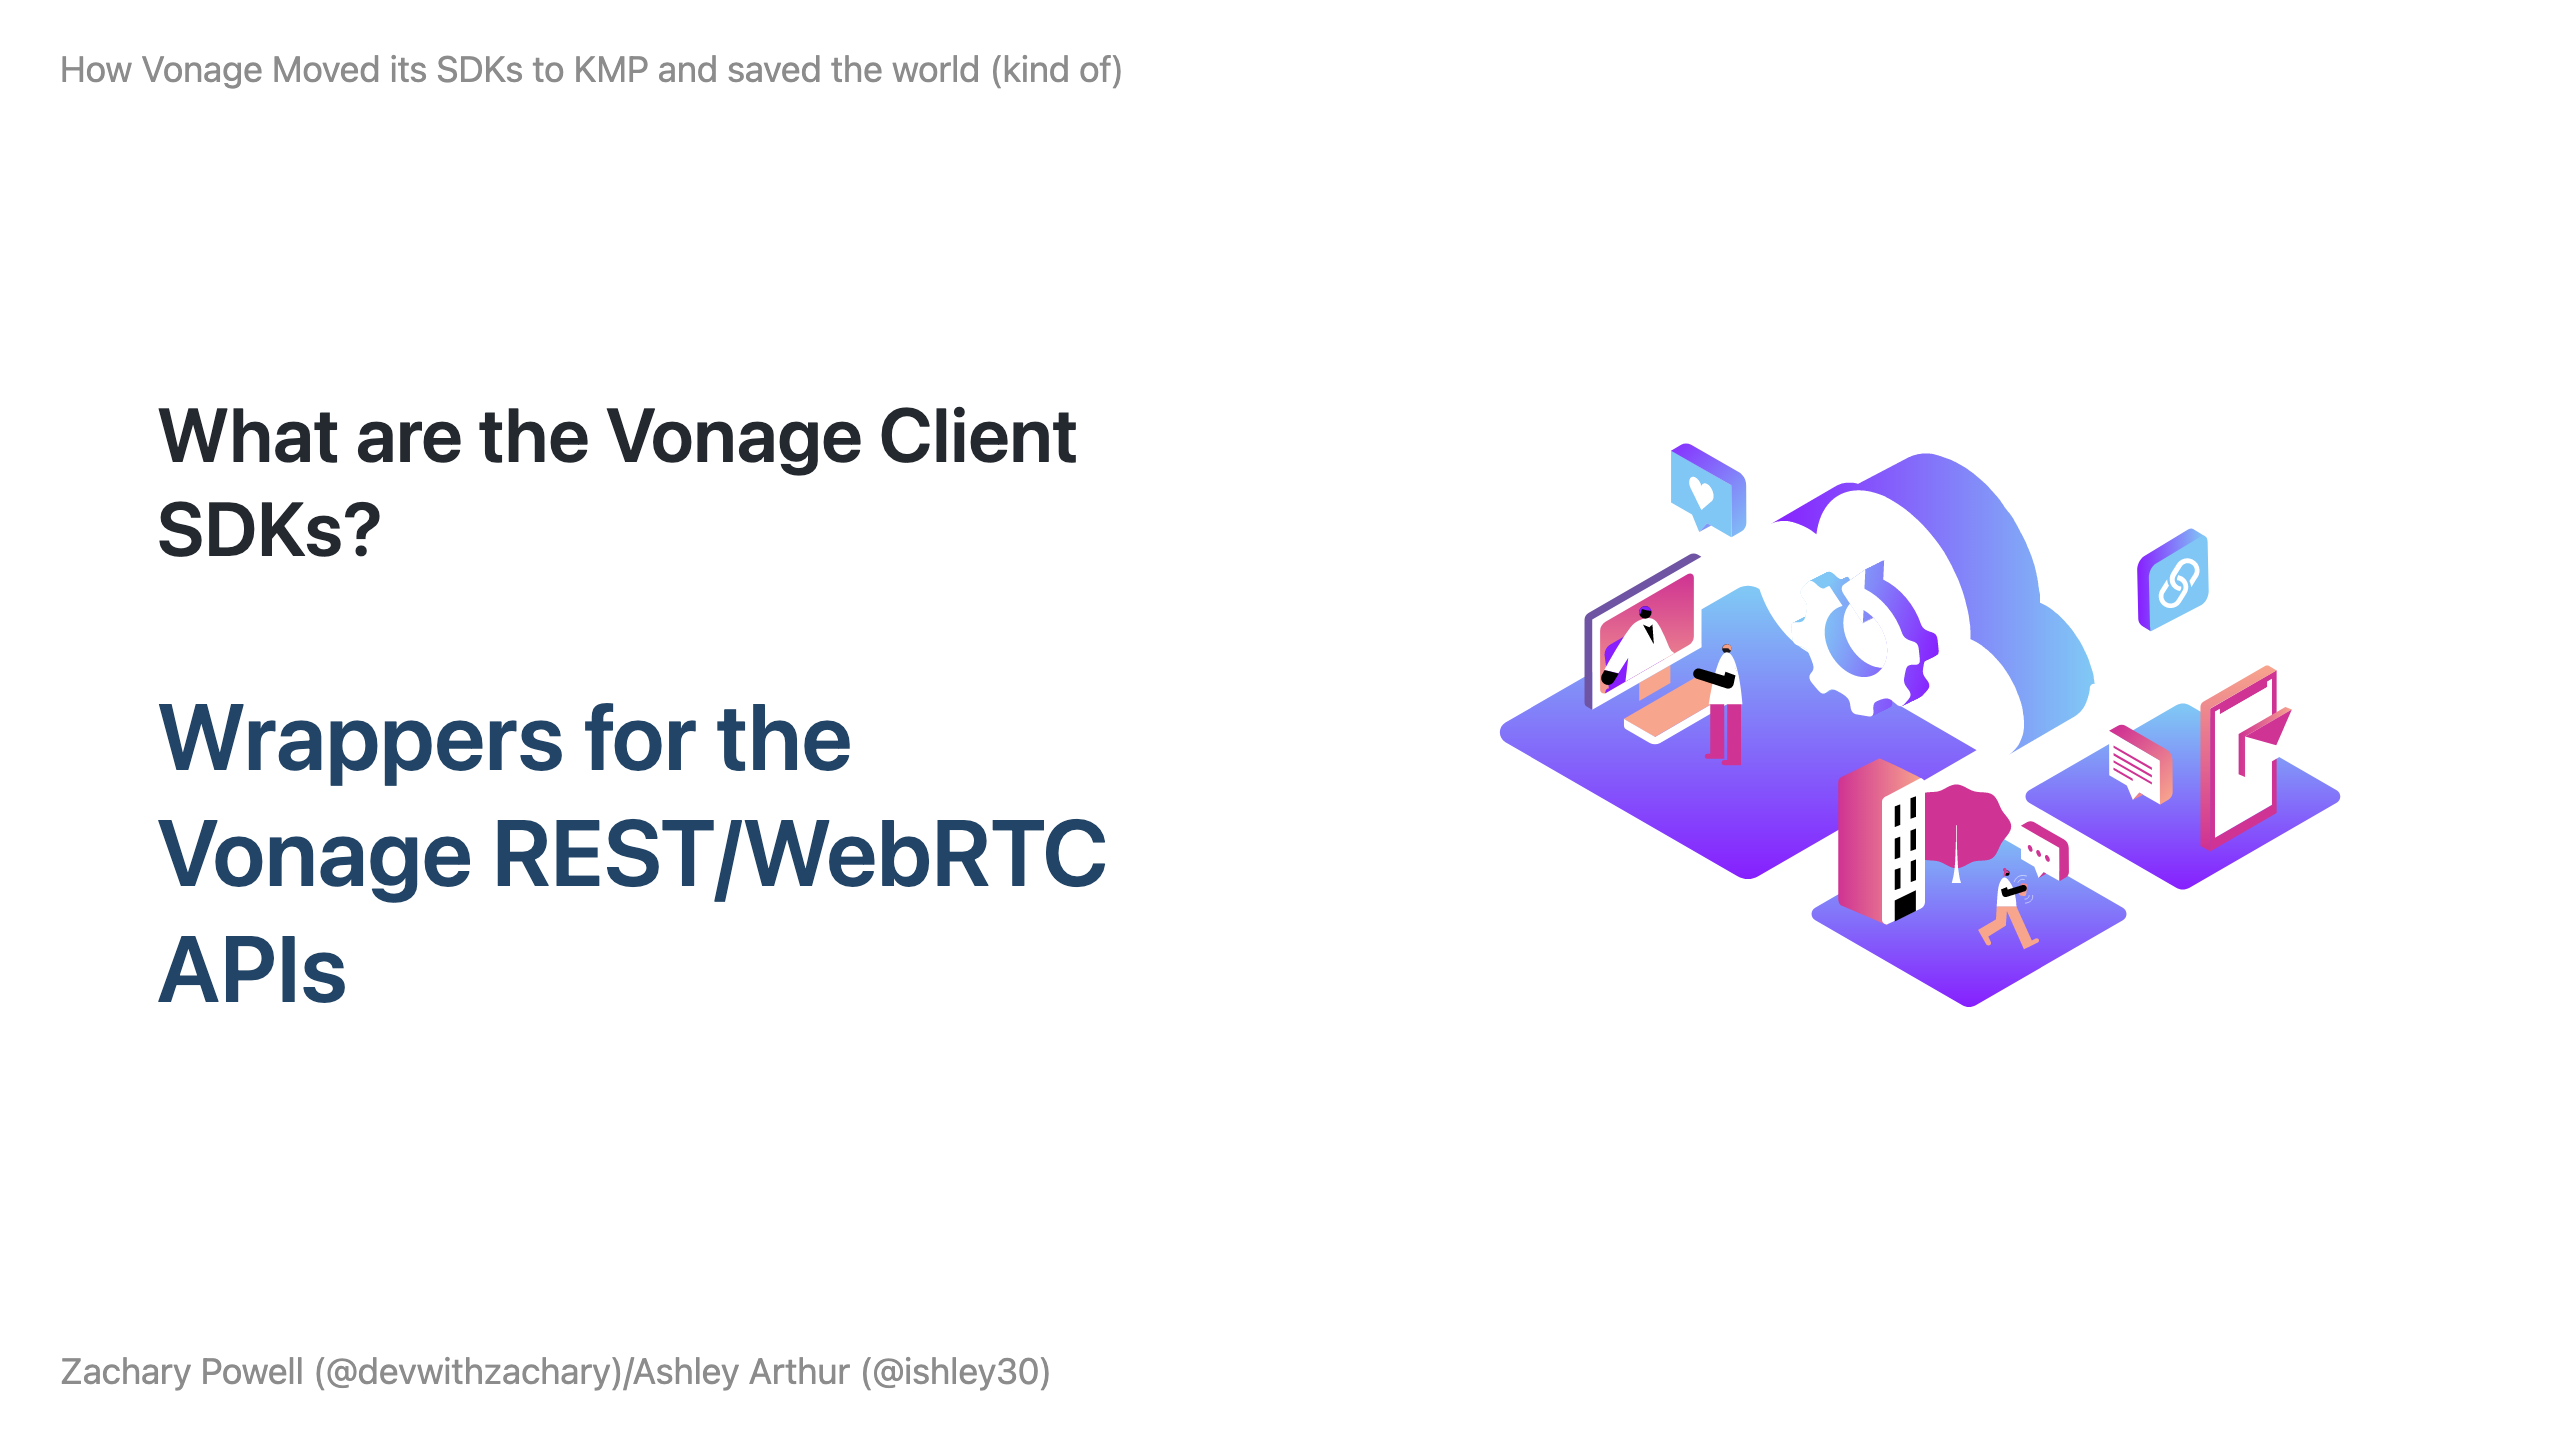 How Vonage Moved its SDKs to KMP and saved the world (kind of)
What are the Vonage Client
SDKs?
Wrappers for the
Vonage REST/WebRTC
APIs
Zachary Powell (@devwithzachary)/Ashley Arthur (@ishley30)